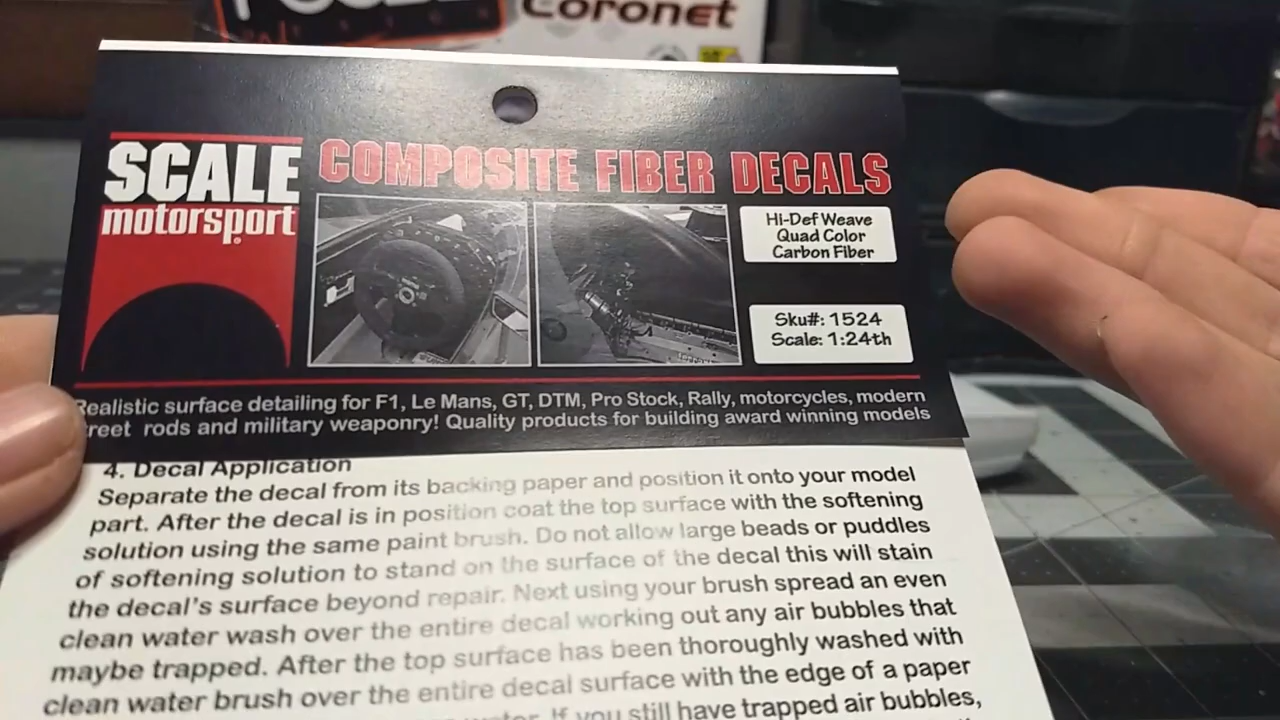 Coronet
SCALE
motorsport
COMPOSITE FIBER DECALS
Hi-Def Weave
Quad Color
Carbon Fiber
Sku#: 1524
Scale: 1:24th
Realistic surface detailing for F1, Le Mans, GT, DTM, Pro Stock, Rally, motorcycles, modern
rods and military weaponry! Quality products for building award winning models
4. Decal Application
Separate the decal from its backing paper and position it onto your model
part. After the decal is in position coat the top surface with the softening
solution using the same paint brush. Do not allow large beads or puddles
of softening solution to stand on the surface of the decal this will stain
the decal's surface beyond repair. Next using your brush spread an even
clean water wash over the entire decal working out any air bubbles that
maybe trapped. After the top surface has been thoroughly washed with
clean water brush over the entire decal surface with the edge of a paper
If you still have trapped air bubbles,